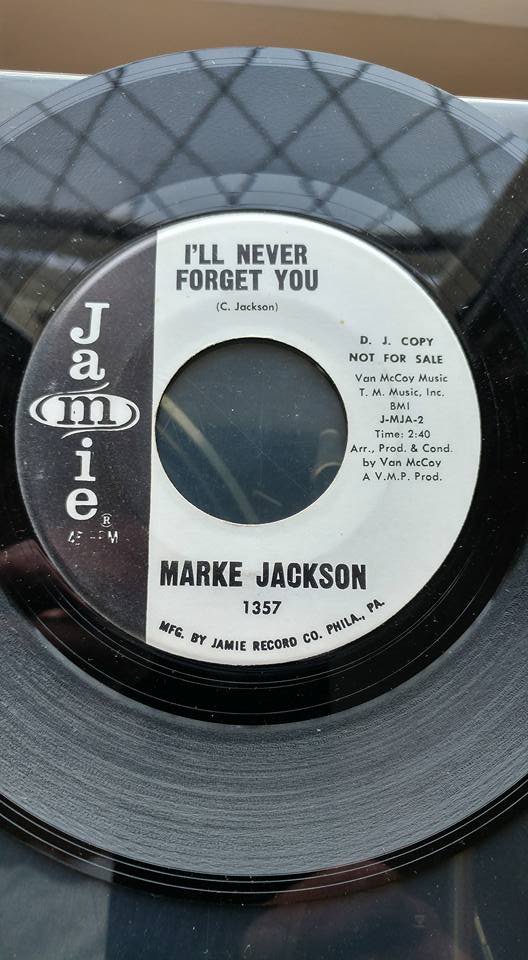 I'LL NEVER
FORGET YOU
(C. Jackson)
Jamie®
D. J. COPY
NOT FOR SALE
Van McCoy Music
T. M. Music, Inc.
BMI
J-MJA-2
Time: 2:40
Arr., Prod. & Cond.
by Van McCoy
A V.M.P. Prod.
MARKE JACKSON
1357
MFG. BY JAMIE RECORD CO. PHILA., PA.